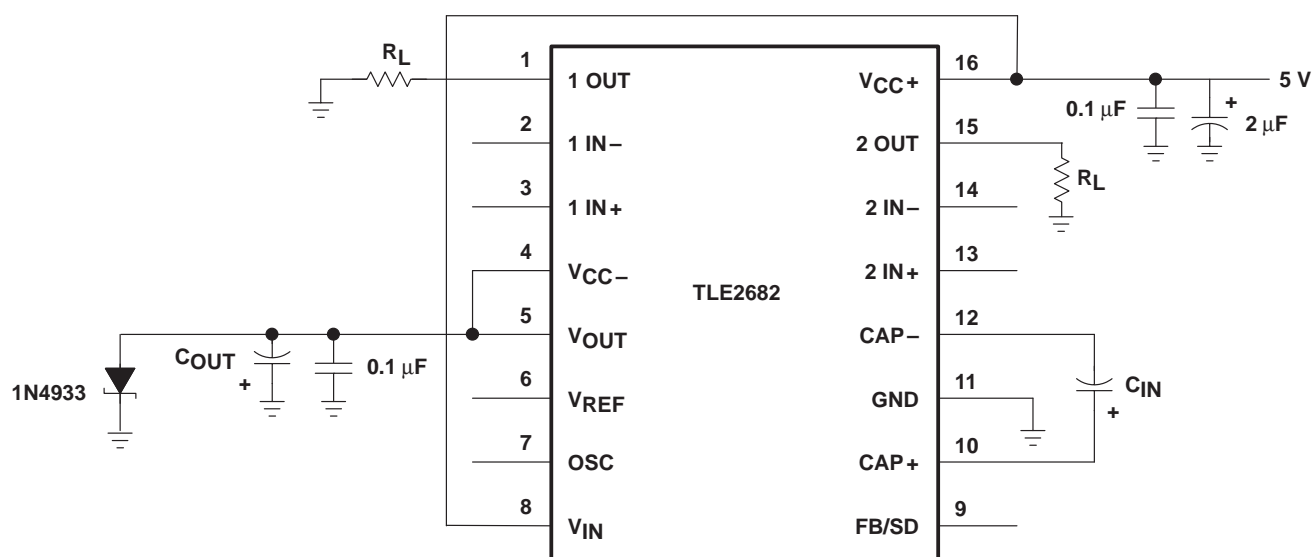 RL
1
1 OUT
2
1 IN–
3
1 IN+
4
VCC–
5
VOUT
6
VREF
7
OSC
8
VIN
TLE2682
16
VCC+
15
2 OUT
14
2 IN–
13
2 IN+
12
CAP–
11
GND
10
CAP+
9
FB/SD
5 V
0.1 μF
+
2 μF
RL
COUT
+
0.1 μF
1N4933
CIN
+